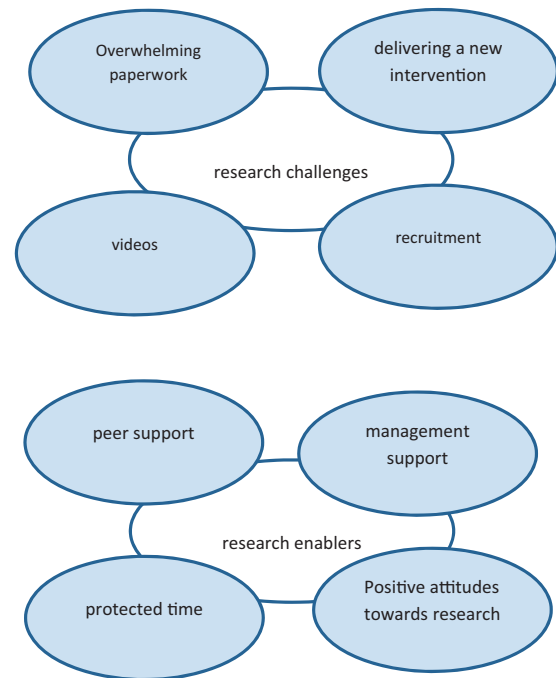 Overwhelming
paperwork
delivering a new
intervention
research challenges
videos
recruitment
peer support
management
support
research enablers
protected time
Positive attitudes
towards research